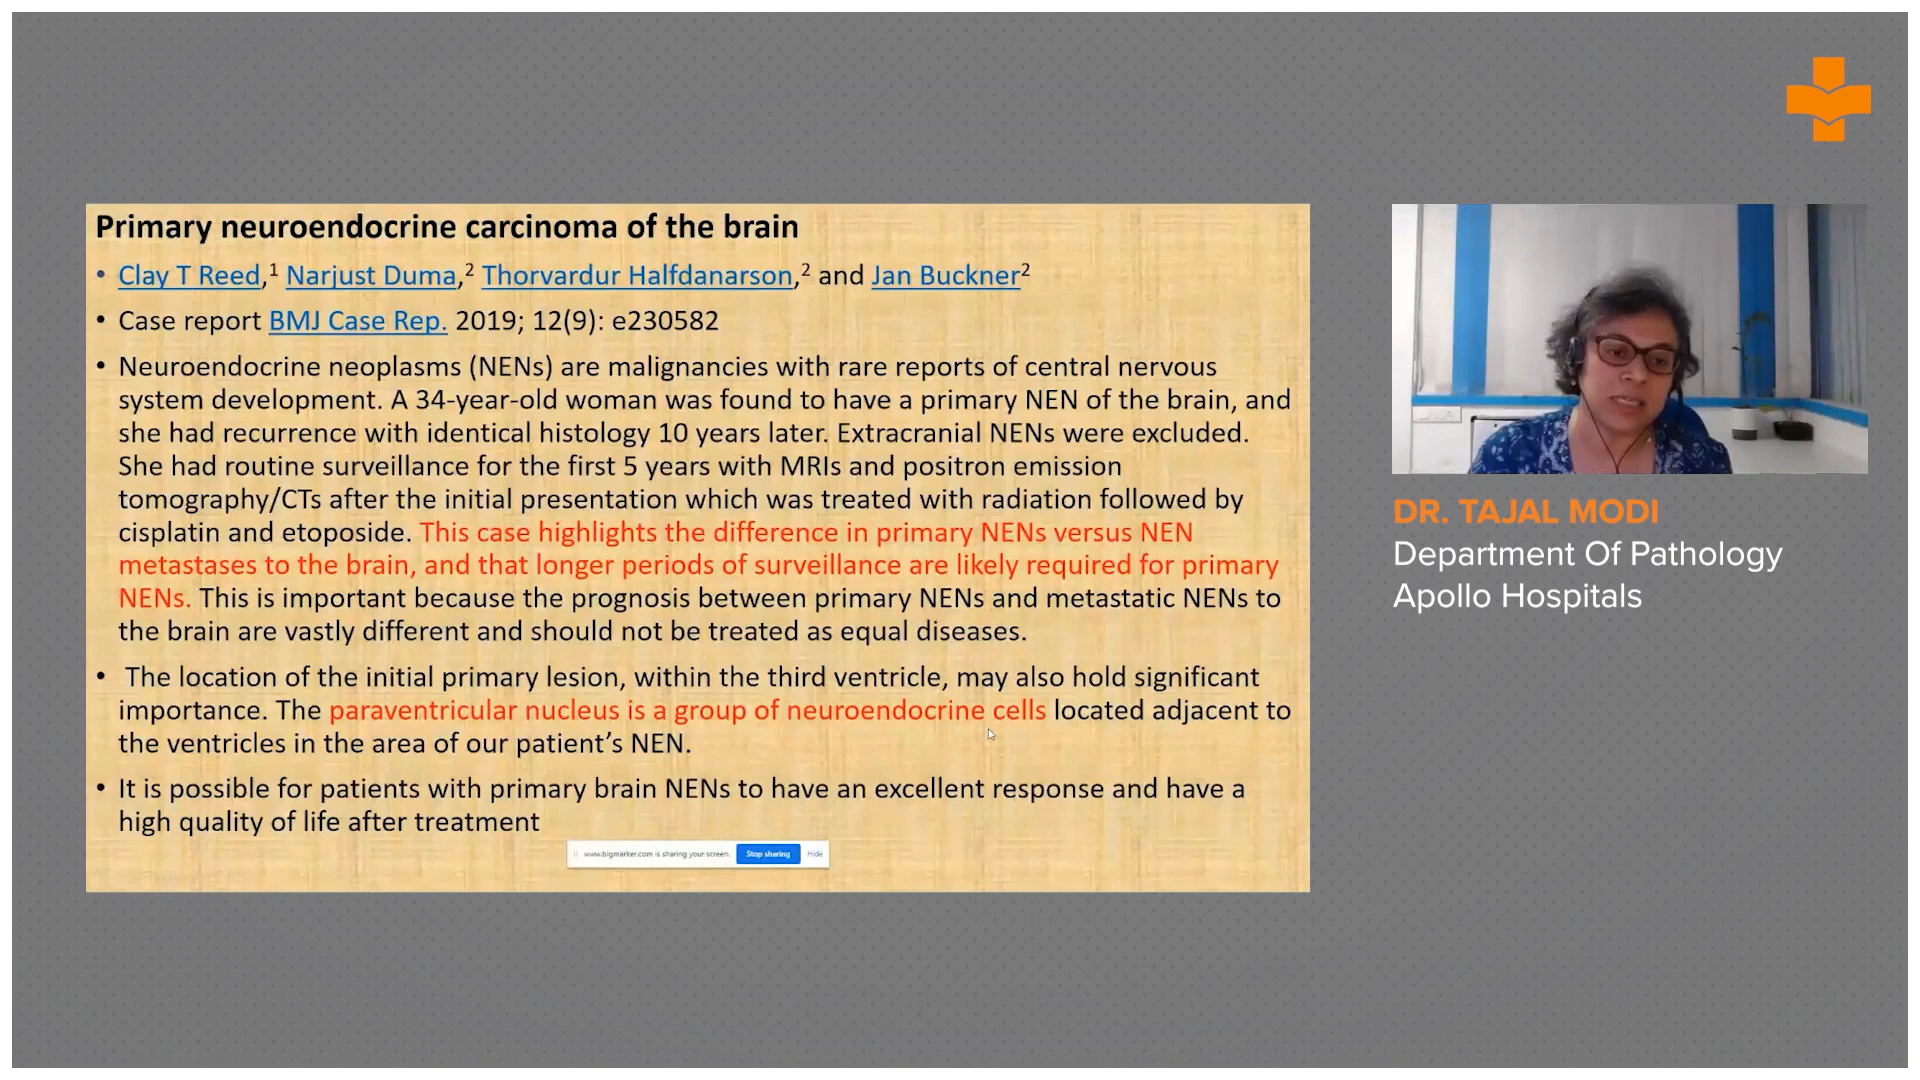 Primary neuroendocrine carcinoma of the brain
• Clay T Reed,1 Narjust Duma,2 Thorvardur Halfdanarson,2 and Jan Buckner2
• Case report BMJ Case Rep. 2019; 12(9): e230582
• Neuroendocrine neoplasms (NENs) are malignancies with rare reports of central nervous
system development. A 34-year-old woman was found to have a primary NEN of the brain, and
she had recurrence with identical histology 10 years later. Extracranial NENs were excluded.
She had routine surveillance for the first 5 years with MRIs and positron emission
tomography/CTs after the initial presentation which was treated with radiation followed by
cisplatin and etoposide. This case highlights the difference in primary NENs versus NEN
metastases to the brain, and that longer periods of surveillance are likely required for primary
NENs. This is important because the prognosis between primary NENs and metastatic NENs to
the brain are vastly different and should not be treated as equal diseases.
• The location of the initial primary lesion, within the third ventricle, may also hold significant
importance. The paraventricular nucleus is a group of neuroendocrine cells located adjacent to
the ventricles in the area of our patient’s NEN.
• It is possible for patients with primary brain NENs to have an excellent response and have a
high quality of life after treatment
www.bigmarker.com is sharing your screen. Stop sharing Hide
DR. TAJAL MODI
Department Of Pathology
Apollo Hospitals